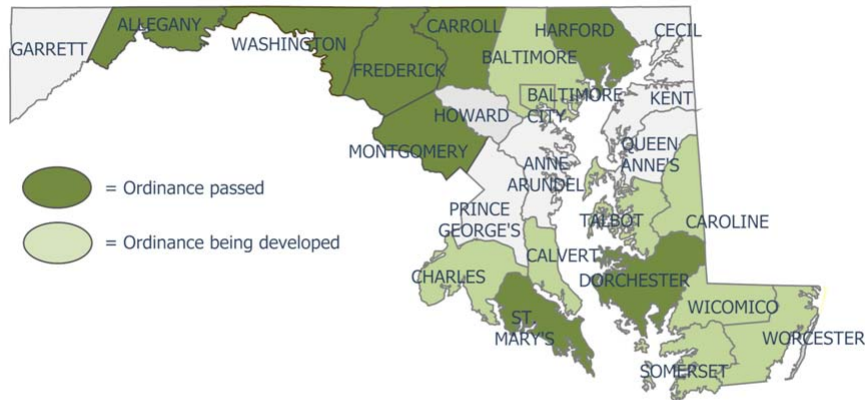 GARRETT
ALLEGANY
WASHINGTON
FREDERICK
CARROLL
BALTIMORE
HARFORD
CECIL
BALTIMORE
CITY
KENT
HOWARD
MONTGOMERY
QUEEN
ANNE'S
ANNE
ARUNDEL
PRINCE
GEORGE'S
TALBOT
CAROLINE
CALVERT
CHARLES
DORCHESTER
ST.
MARY'S
WICOMICO
WORCESTER
SOMERSET
= Ordinance passed
= Ordinance being developed